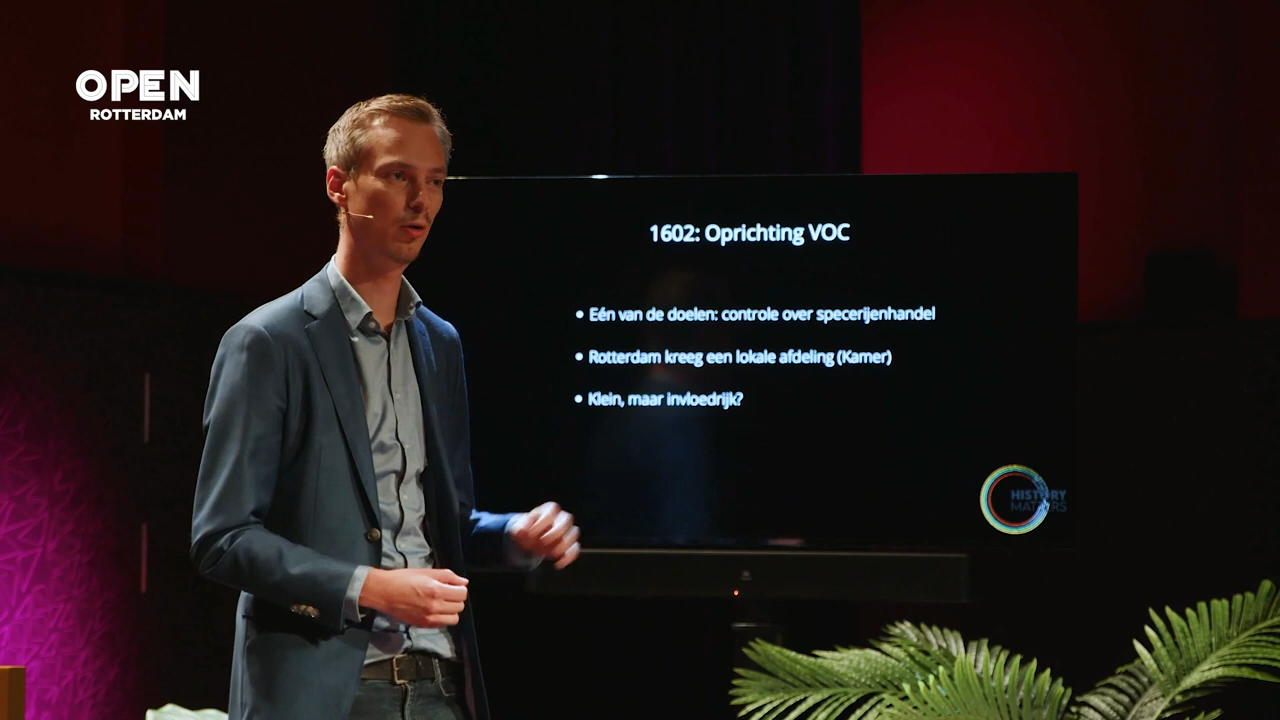 OPEN
ROTTERDAM
1602: Oprichting VOC
• Eén van de doelen: controle over specerijenhandel
• Rotterdam kreeg een lokale afdeling (Kamer)
• Klein, maar invloedrijk?
HISTORY
MATTERS